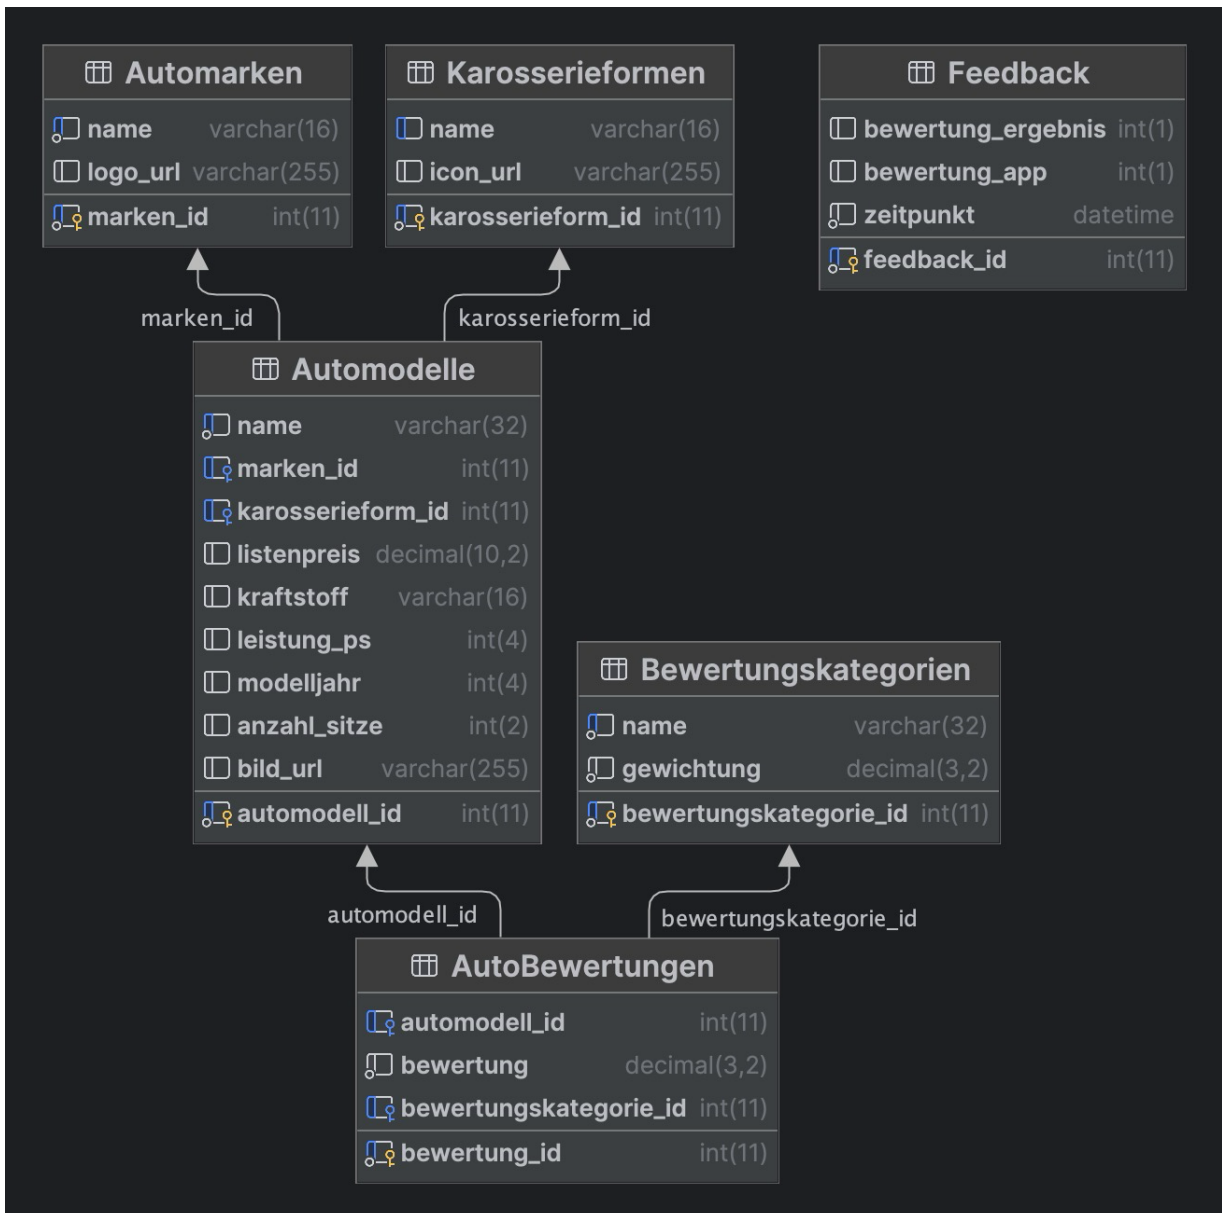 Automarken
name varchar(16)
logo_url varchar(255)
marken_id int(11)
Karosserieformen
name varchar(16)
icon_url varchar(255)
karosserieform_id int(11)
Feedback
bewertung_ergebnis int(1)
bewertung_app int(1)
zeitpunkt datetime
feedback_id int(11)
marken_id
karosserieform_id
Automodelle
name varchar(32)
marken_id int(11)
karosserieform_id int(11)
listenpreis decimal(10,2)
kraftstoff varchar(16)
leistung_ps int(4)
modelljahr int(4)
anzahl_sitze int(2)
bild_url varchar(255)
automodell_id int(11)
Bewertungskategorien
name varchar(32)
gewichtung decimal(3,2)
bewertungskategorie_id int(11)
automodell_id
bewertungskategorie_id
AutoBewertungen
automodell_id int(11)
bewertung decimal(3,2)
bewertungskategorie_id int(11)
bewertung_id int(11)